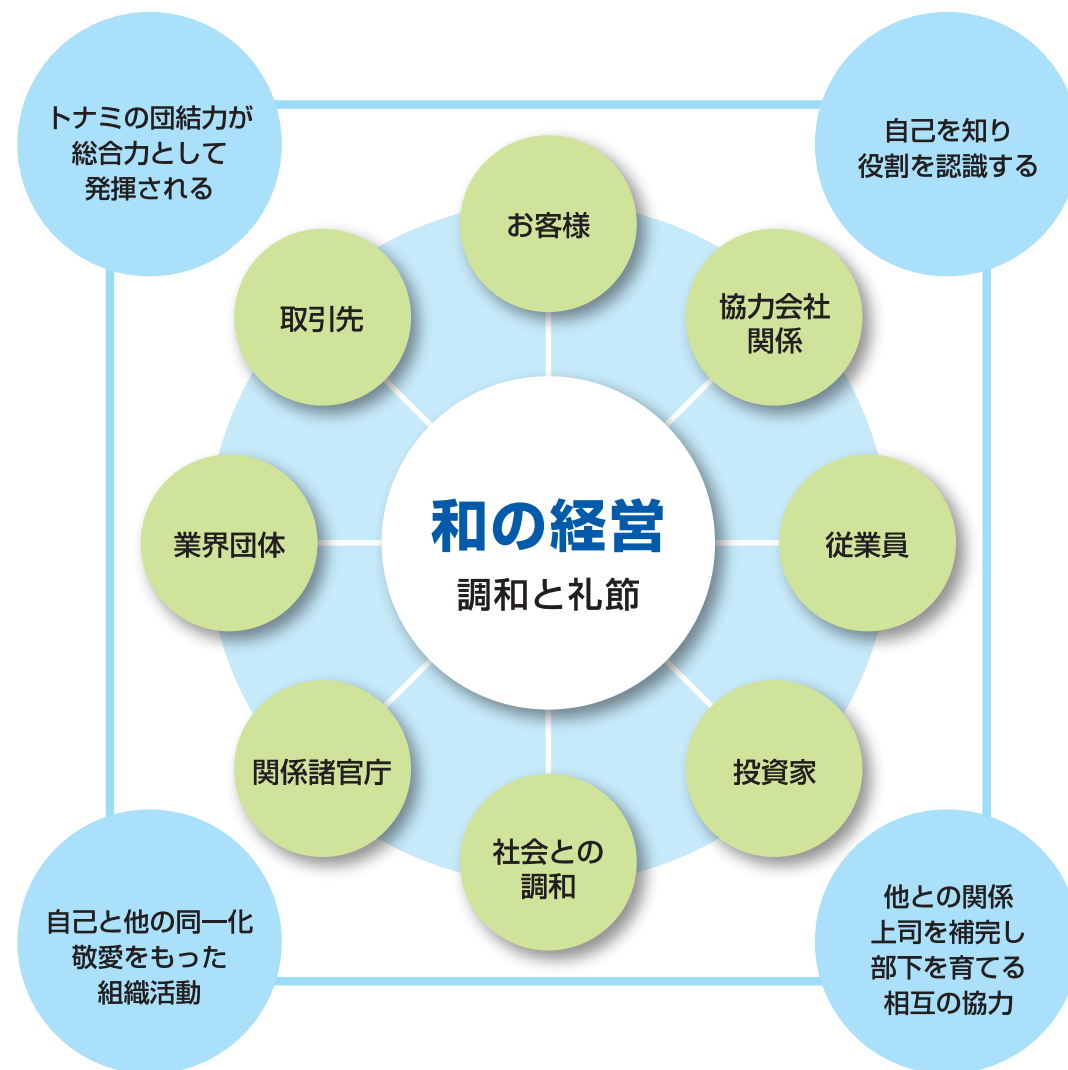 トナミの団結力が
総合力として
発揮される
自己を知り
役割を認識する
お客様
取引先
協力会社
関係
和の経営
調和と礼節
業界団体
従業員
関係諸官庁
投資家
社会との
調和
自己と他の同一化
敬愛をもった
組織活動
他との関係
上司を補完し
部下を育てる
相互の協力